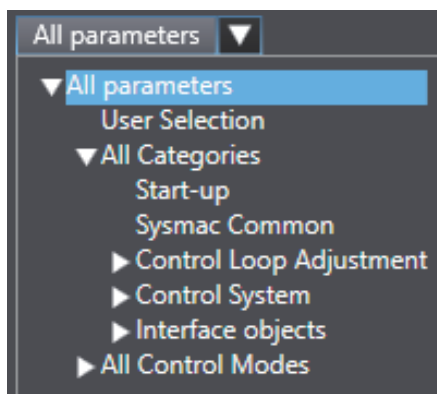 All parameters
All parameters
User Selection
All Categories
Start-up
Sysmac Common
Control Loop Adjustment
Control System
Interface objects
All Control Modes